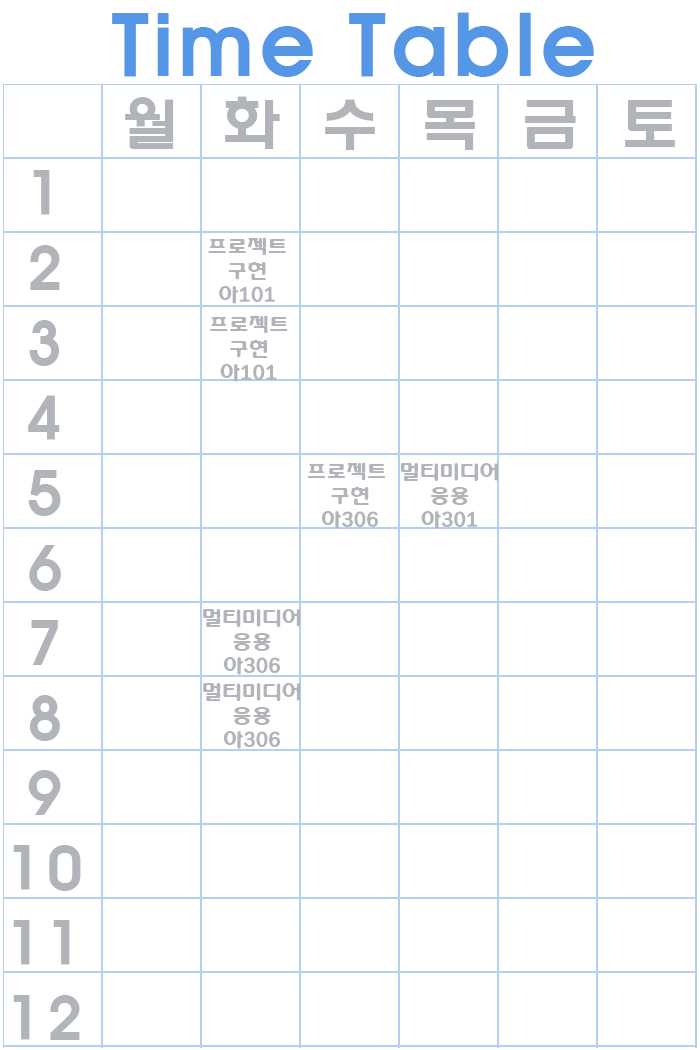 Time Table
월 화 수 목 금 토
1
2
프로젝트
구현
아101
3
프로젝트
구현
아101
4
5
프로젝트
구현
아306
멀티미디어
응용
아301
6
7
멀티미디어
응용
아306
8
멀티미디어
응용
아306
9
10
11
12